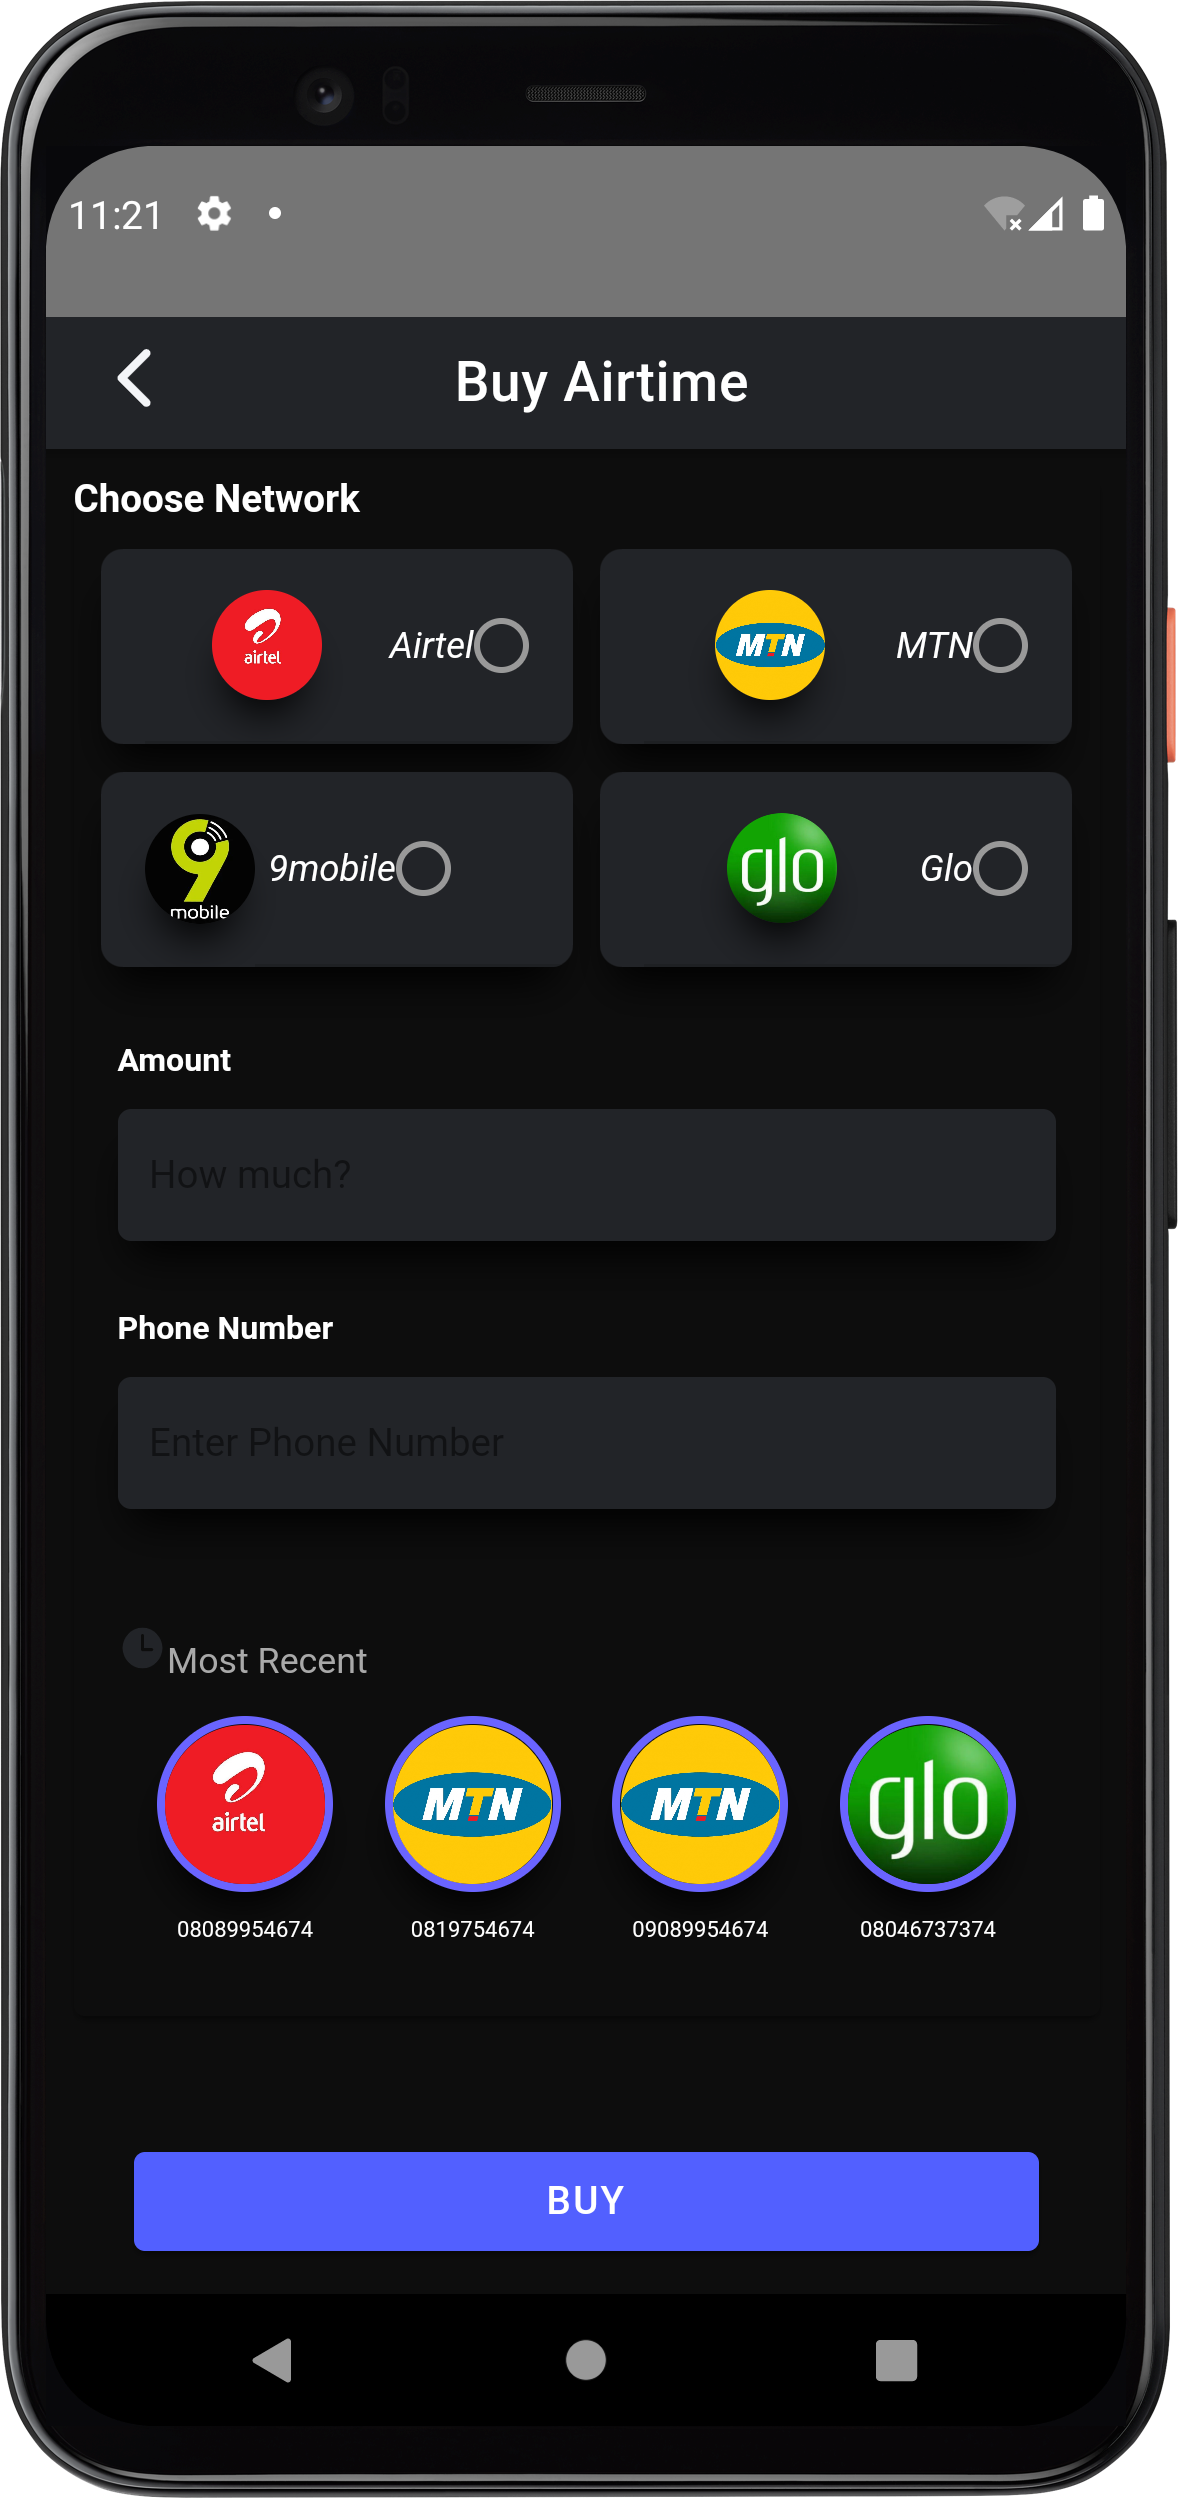 11:21
Buy Airtime
Choose Network
airtel Airtel
MTN MTN
9 mobile 9mobile
glo Glo
Amount
How much?
Phone Number
Enter Phone Number
Most Recent
airtel MTN MTN glo
08089954674 0819754674 09089954674 08046737374
BUY